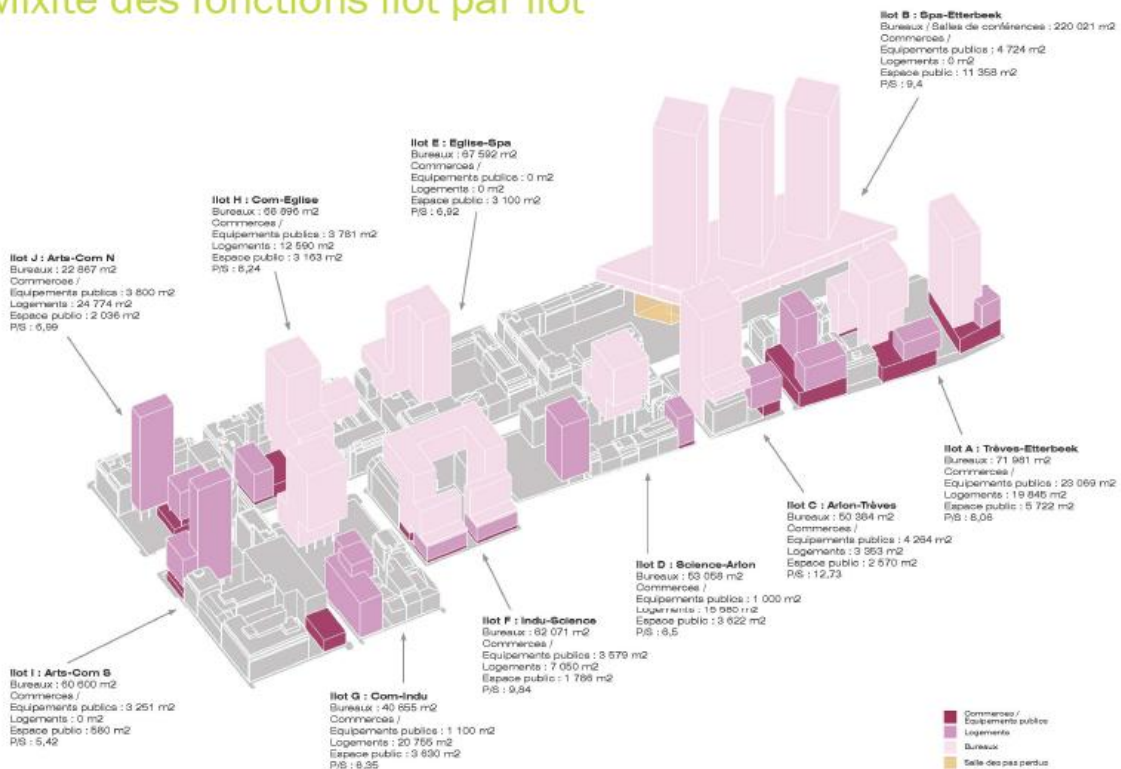 Mixité des fonctions îlot par îlot
Ilot B : Spa-Etterbeek
Bureaux / Salles de conférences : 220 021 m2
Commerces /
Equipements publics : 4 724 m2
Logements : 0 m2
Espace public : 11 358 m2
P/S : 9,4
Ilot E : Eglise-Spa
Bureaux : 67 592 m2
Commerces /
Equipements publics : 0 m2
Logements : 0 m2
Espace public : 3 100 m2
P/S : 6,92
Ilot H : Com-Eglise
Bureaux : 66 896 m2
Commerces /
Equipements publics : 3 781 m2
Logements : 12 590 m2
Espace public : 3 163 m2
P/S : 8,24
Ilot J : Arts-Com N
Bureaux : 22 867 m2
Commerces /
Equipements publics : 3 800 m2
Logements : 24 774 m2
Espace public : 2 036 m2
P/S : 6,99
Ilot A : Trèves-Etterbeek
Bureaux : 71 981 m2
Commerces /
Equipements publics : 23 069 m2
Logements : 19 845 m2
Espace public : 5 722 m2
P/S : 8,06
Ilot C : Arlon-Trèves
Bureaux : 50 384 m2
Commerces /
Equipements publics : 4 264 m2
Logements : 3 353 m2
Espace public : 2 570 m2
P/S : 12,73
Ilot D : Science-Arlon
Bureaux : 53 058 m2
Commerces /
Equipements publics : 1 000 m2
Logements : 15 580 m2
Espace public : 3 622 m2
P/S : 6,5
Ilot F : Indu-Science
Bureaux : 62 071 m2
Commerces /
Equipements publics : 3 579 m2
Logements : 7 050 m2
Espace public : 1 786 m2
P/S : 9,84
Ilot I : Arts-Com S
Bureaux : 60 600 m2
Commerces /
Equipements publics : 3 251 m2
Logements : 0 m2
Espace public : 580 m2
P/S : 5,42
Ilot G : Com-Indu
Bureaux : 40 655 m2
Commerces /
Equipements publics : 1 100 m2
Logements : 20 755 m2
Espace public : 3 630 m2
P/S : 8,35
Commerces /
Equipements publics
Logements
Bureaux
Salle des pas perdus